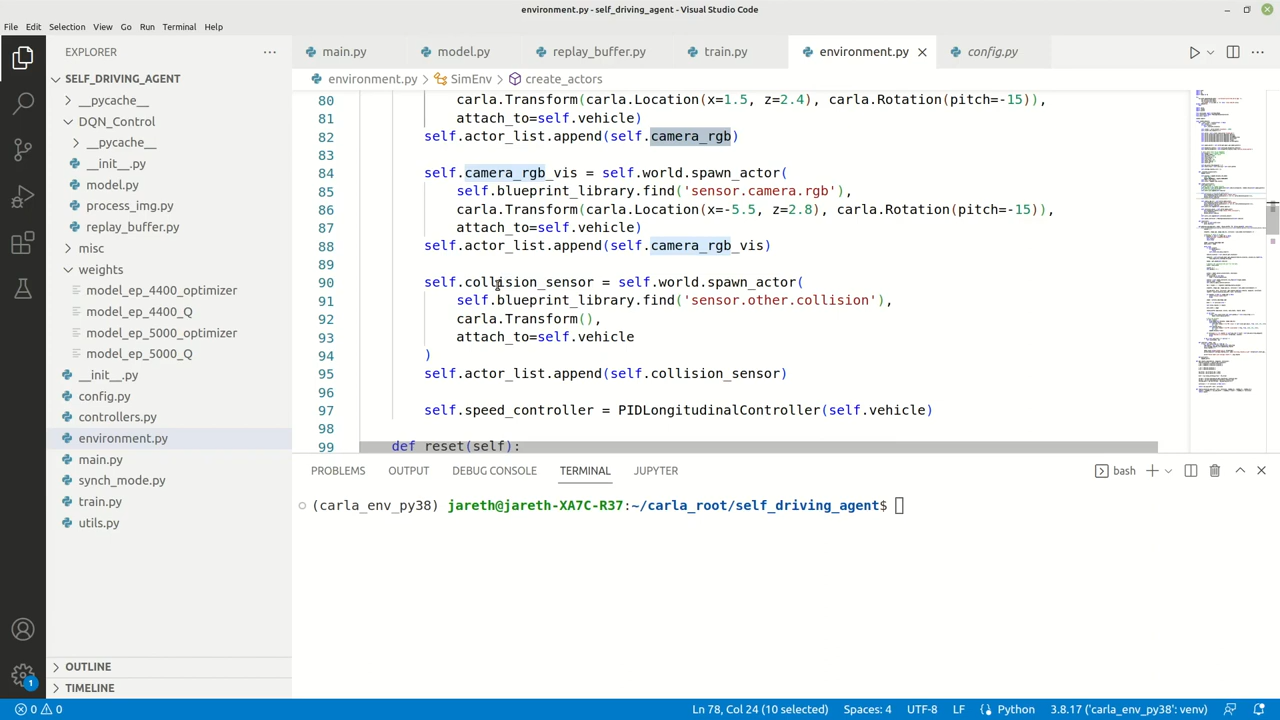 environment.py - self_driving_agent - Visual Studio Code
File Edit Selection View Go Run Terminal Help
EXPLORER
SELF_DRIVING_AGENT
__pycache__
DQN_Control
__pycache__
__init__.py
model.py
process_img.py
replay_buffer.py
misc
weights
model_ep_4400_optimizer
model_ep_4400_Q
model_ep_5000_optimizer
model_ep_5000_Q
__init__.py
config.py
controllers.py
environment.py
main.py
synch_mode.py
train.py
utils.py
OUTLINE
TIMELINE
main.py model.py replay_buffer.py train.py environment.py config.py
environment.py > SimEnv > create_actors
80 carla.Transform(carla.Location(x=1.5, z=2.4), carla.Rotation(pitch=-15)),
81 attach_to=self.vehicle)
82 self.actor_list.append(self.camera_rgb)
83
84 self.camera_rgb_vis = self.world.spawn_actor(
85 self.blueprint_library.find('sensor.camera.rgb'),
86 carla.Transform(carla.Location(x=-5.5, z=2.8), carla.Rotation(pitch=-15)),
87 attach_to=self.vehicle)
88 self.actor_list.append(self.camera_rgb_vis)
89
90 self.collision_sensor = self.world.spawn_actor(
91 self.blueprint_library.find('sensor.other.collision'),
92 carla.Transform(),
93 attach_to=self.vehicle
94 )
95 self.actor_list.append(self.collision_sensor)
96
97 self.speed_controller = PIDLongitudinalController(self.vehicle)
98
99 def reset(self):
PROBLEMS OUTPUT DEBUG CONSOLE TERMINAL JUPYTER
bash
(carla_env_py38) jareth@jareth-XA7C-R37:~/carla_root/self_driving_agent$
1
0 0 Ln 78, Col 24 (10 selected) Spaces: 4 UTF-8 LF Python 3.8.17 ('carla_env_py38': venv)